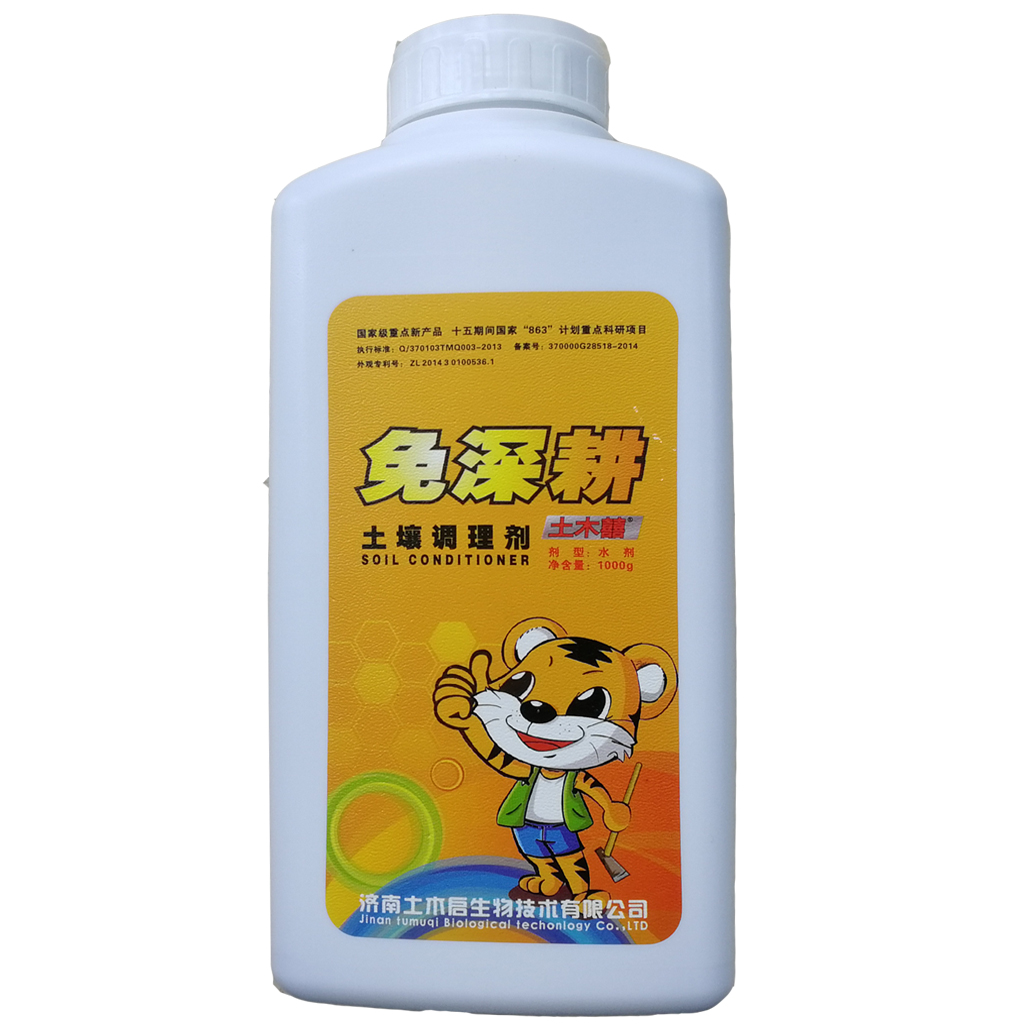 国家级重点新产品 十五期间国家“863”计划重点科研项目
执行标准：Q/370103TMQ003-2013 备案号：370000G28518-2014
外观专利号：ZL 2014 3 0100536.1
免深耕
土木囍®
土壤调理剂
SOIL CONDITIONER
剂 型：水 剂
净含量：1000g
济南土木启生物技术有限公司
Jinan tumuqi Biological techonlogy Co.,LTD